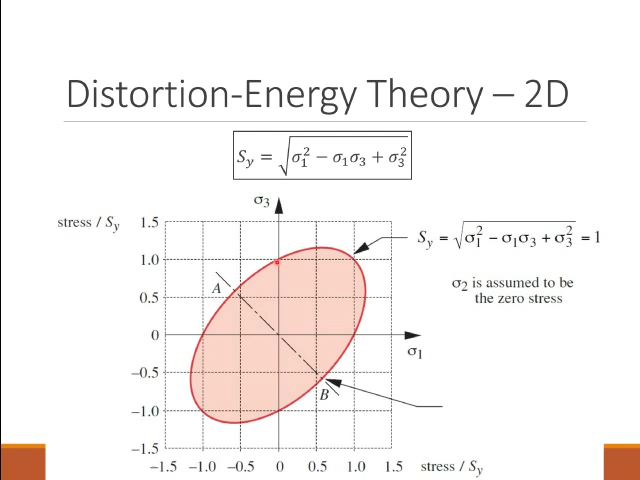 Distortion-Energy Theory – 2D
S_y = √(σ₁² − σ₁σ₃ + σ₃²)
σ₃
stress / S_y
1.5
1.0
0.5
0
−0.5
−1.0
−1.5
S_y = √(σ₁² − σ₁σ₃ + σ₃²) = 1
σ₂ is assumed to be
the zero stress
A
σ₁
B
−1.5 −1.0 −0.5 0 0.5 1.0 1.5 stress / S_y